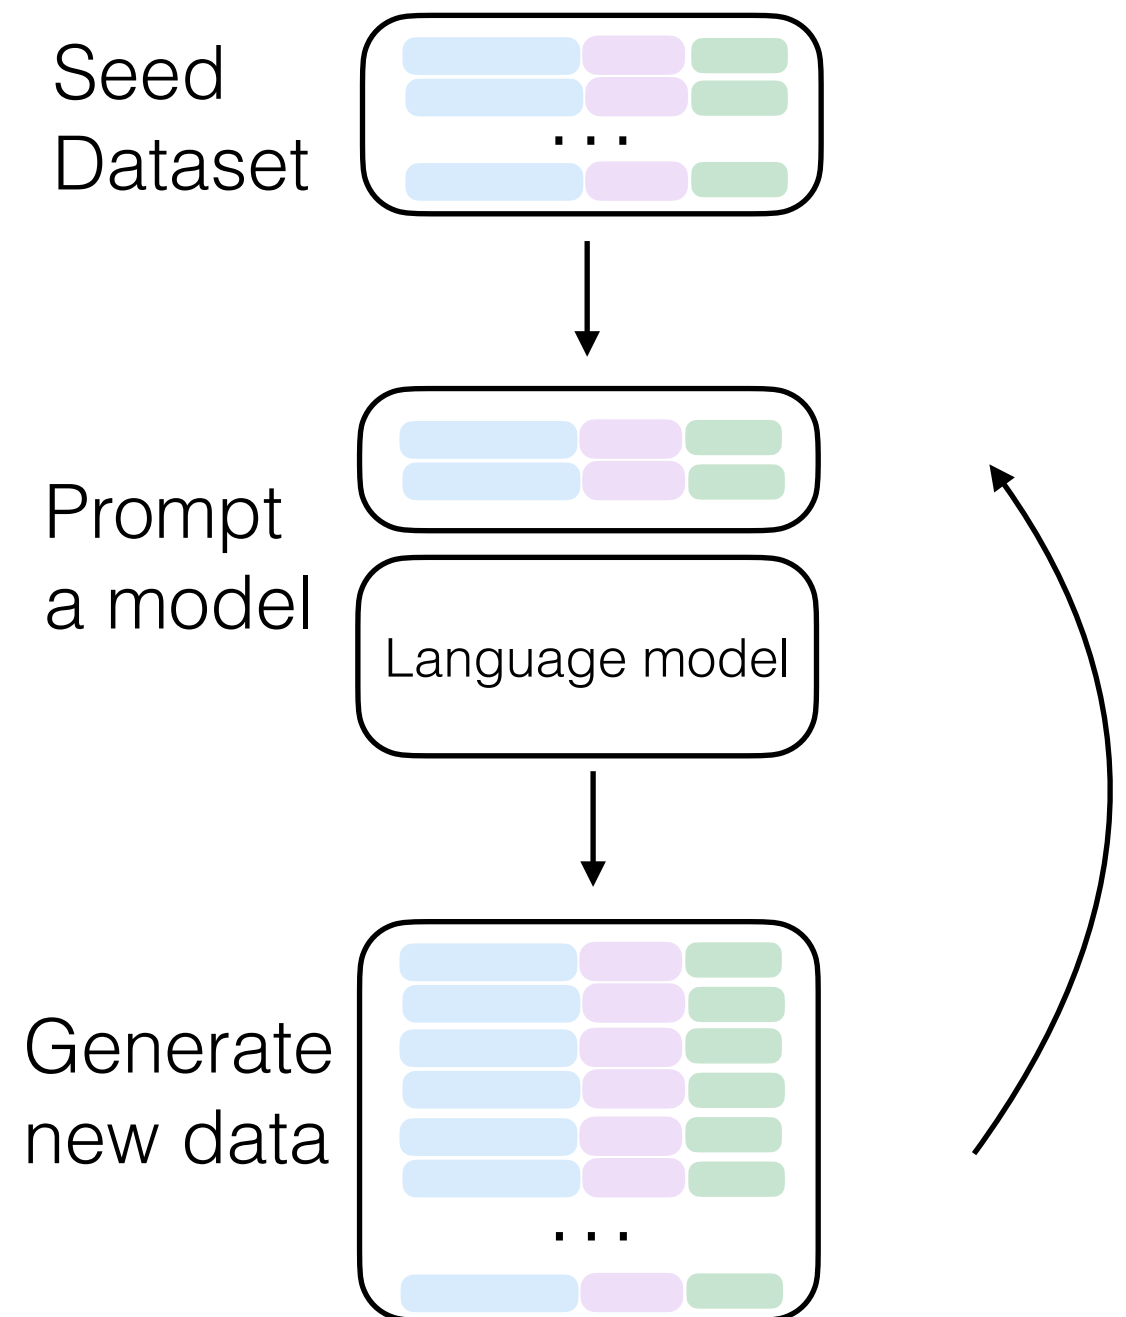 Seed
Dataset
. . .
Prompt
a model
Language model
Generate
new data
. . .